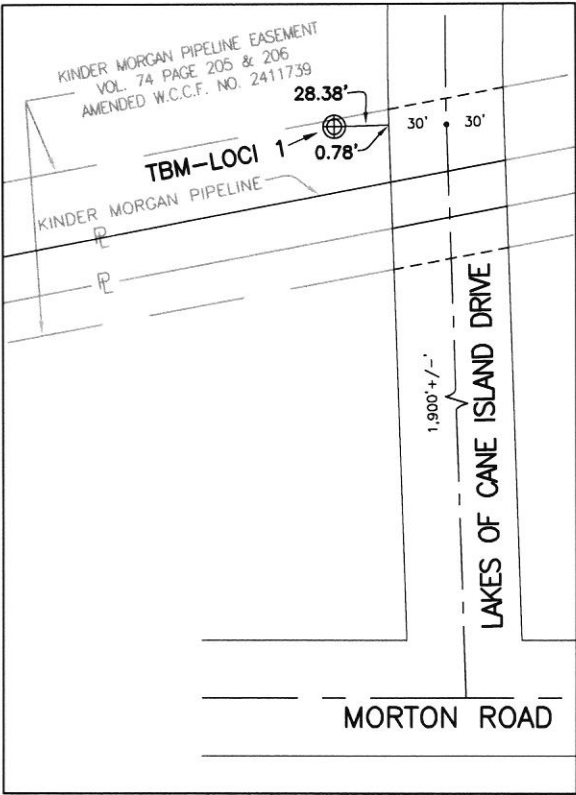 KINDER MORGAN PIPELINE EASEMENT
VOL. 74 PAGE 205 & 206
AMENDED W.C.C.F. NO. 2411739
28.38'
30'
30'
TBM-LOCI 1
0.78'
KINDER MORGAN PIPELINE
PL
PL
1,900'+/-'
LAKES OF CANE ISLAND DRIVE
MORTON ROAD